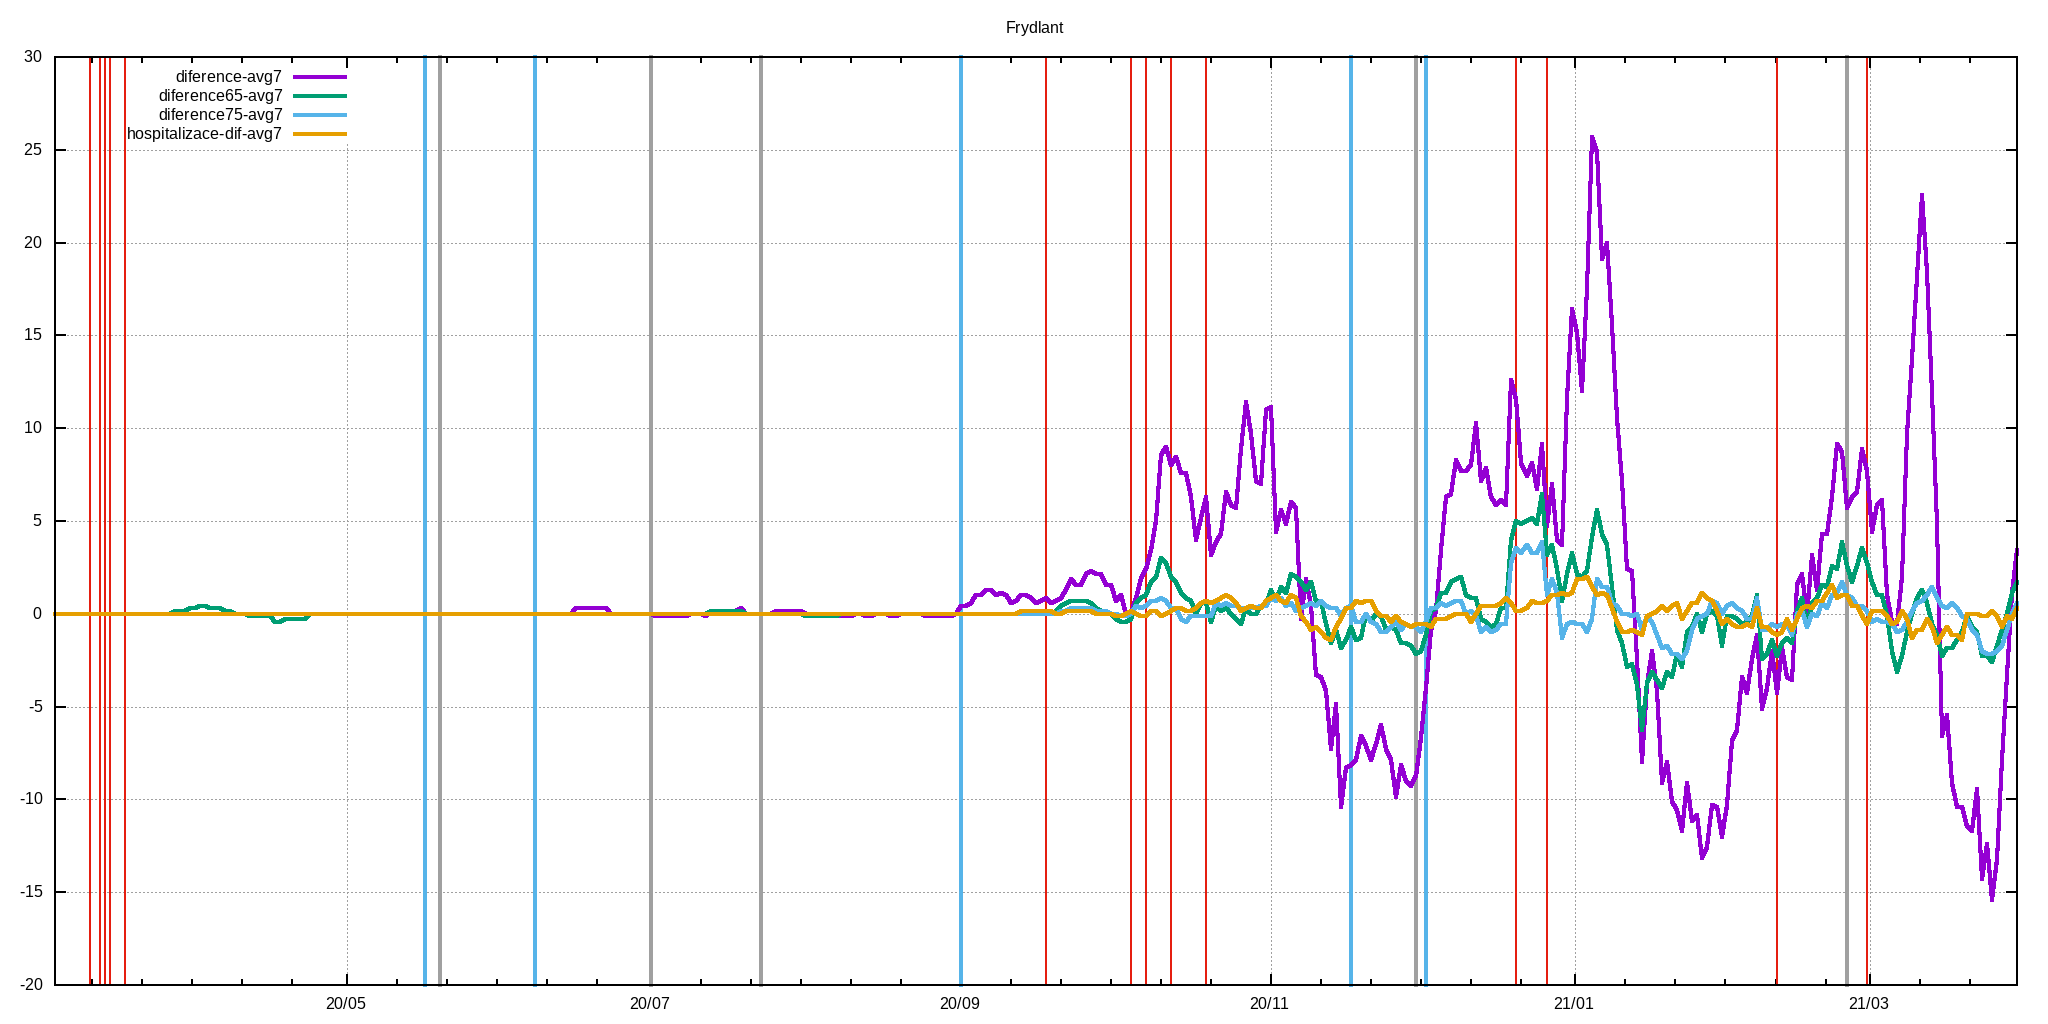 Frydlant
diference-avg7
diference65-avg7
diference75-avg7
hospitalizace-dif-avg7
30
25
20
15
10
5
0
-5
-10
-15
-20
20/05 20/07 20/09 20/11 21/01 21/03